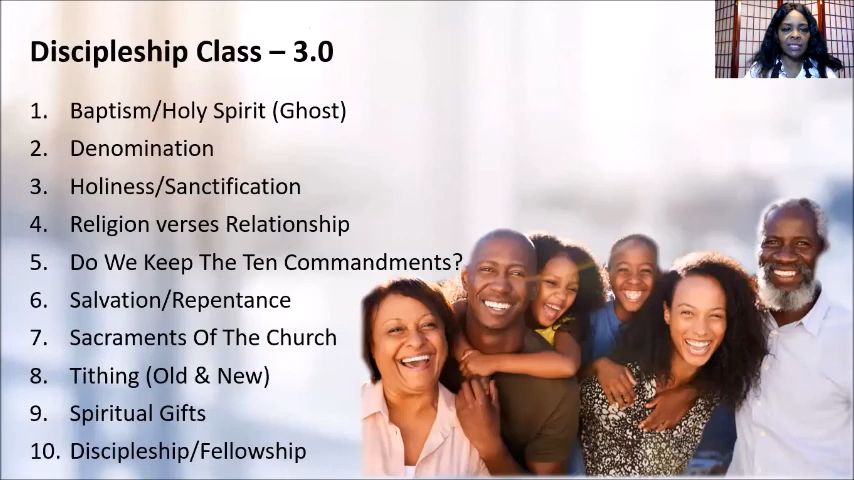 Discipleship Class – 3.0
1. Baptism/Holy Spirit (Ghost)
2. Denomination
3. Holiness/Sanctification
4. Religion verses Relationship
5. Do We Keep The Ten Commandments?
6. Salvation/Repentance
7. Sacraments Of The Church
8. Tithing (Old & New)
9. Spiritual Gifts
10. Discipleship/Fellowship